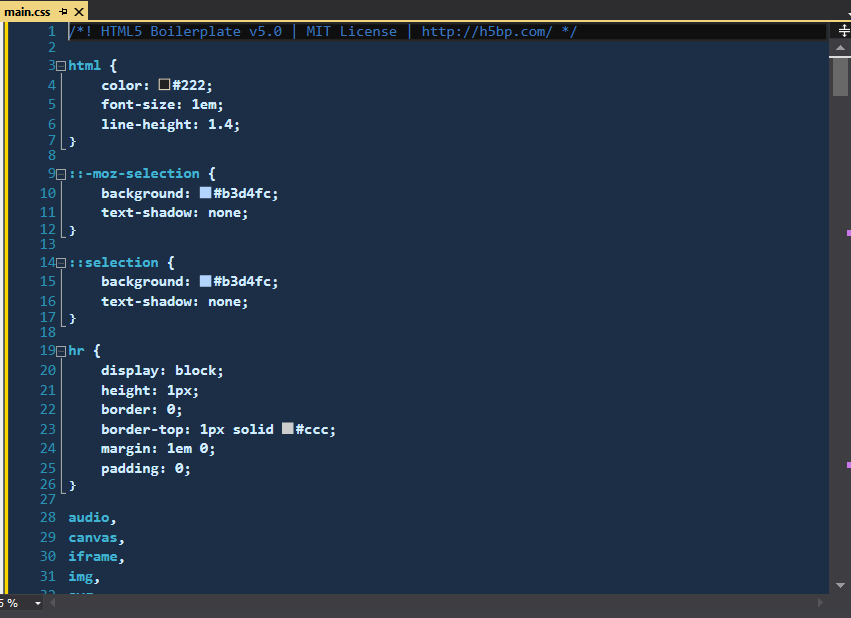 main.css
1 /*! HTML5 Boilerplate v5.0 | MIT License | http://h5bp.com/ */
2
3 html {
4     color: #222;
5     font-size: 1em;
6     line-height: 1.4;
7 }
8
9 ::-moz-selection {
10     background: #b3d4fc;
11     text-shadow: none;
12 }
13
14 ::selection {
15     background: #b3d4fc;
16     text-shadow: none;
17 }
18
19 hr {
20     display: block;
21     height: 1px;
22     border: 0;
23     border-top: 1px solid #ccc;
24     margin: 1em 0;
25     padding: 0;
26 }
27
28 audio,
29 canvas,
30 iframe,
31 img,